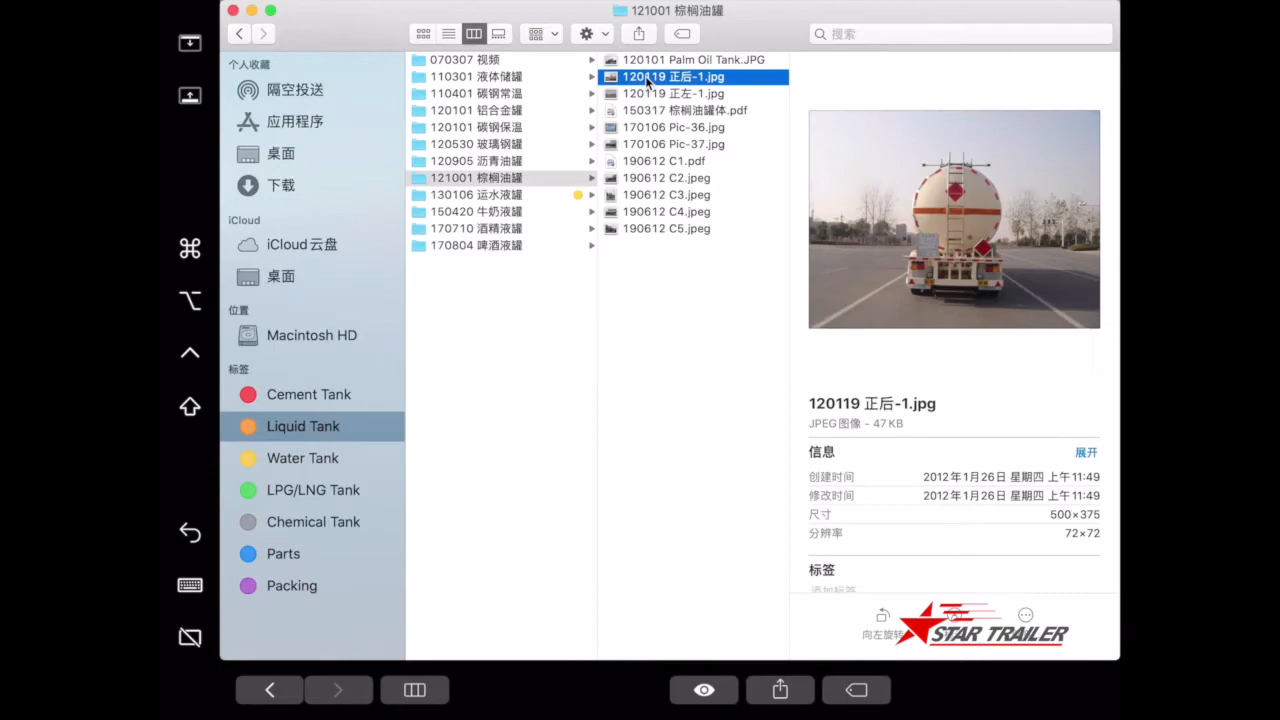 121001 棕榈油罐
搜索
个人收藏
隔空投送
应用程序
桌面
下载
iCloud
iCloud 云盘
桌面
位置
Macintosh HD
标签
Cement Tank
Liquid Tank
Water Tank
LPG/LNG Tank
Chemical Tank
Parts
Packing
070307 视频
110301 液体储罐
110401 碳钢常温
120101 铝合金罐
120101 碳钢保温
120530 玻璃钢罐
120905 沥青油罐
121001 棕榈油罐
130106 运水液罐
150420 牛奶液罐
170710 酒精液罐
170804 啤酒液罐
120101 Palm Oil Tank.JPG
120119 正后-1.jpg
120119 正左-1.jpg
150317 棕榈油罐体.pdf
170106 Pic-36.jpg
170106 Pic-37.jpg
190612 C1.pdf
190612 C2.jpeg
190612 C3.jpeg
190612 C4.jpeg
190612 C5.jpeg
120119 正后-1.jpg
JPEG 图像 - 47 KB
信息 展开
创建时间 2012年1月26日 星期四 上午11:49
修改时间 2012年1月26日 星期四 上午11:49
尺寸 500×375
分辨率 72×72
标签
添加标签
向左旋转
STAR TRAILER